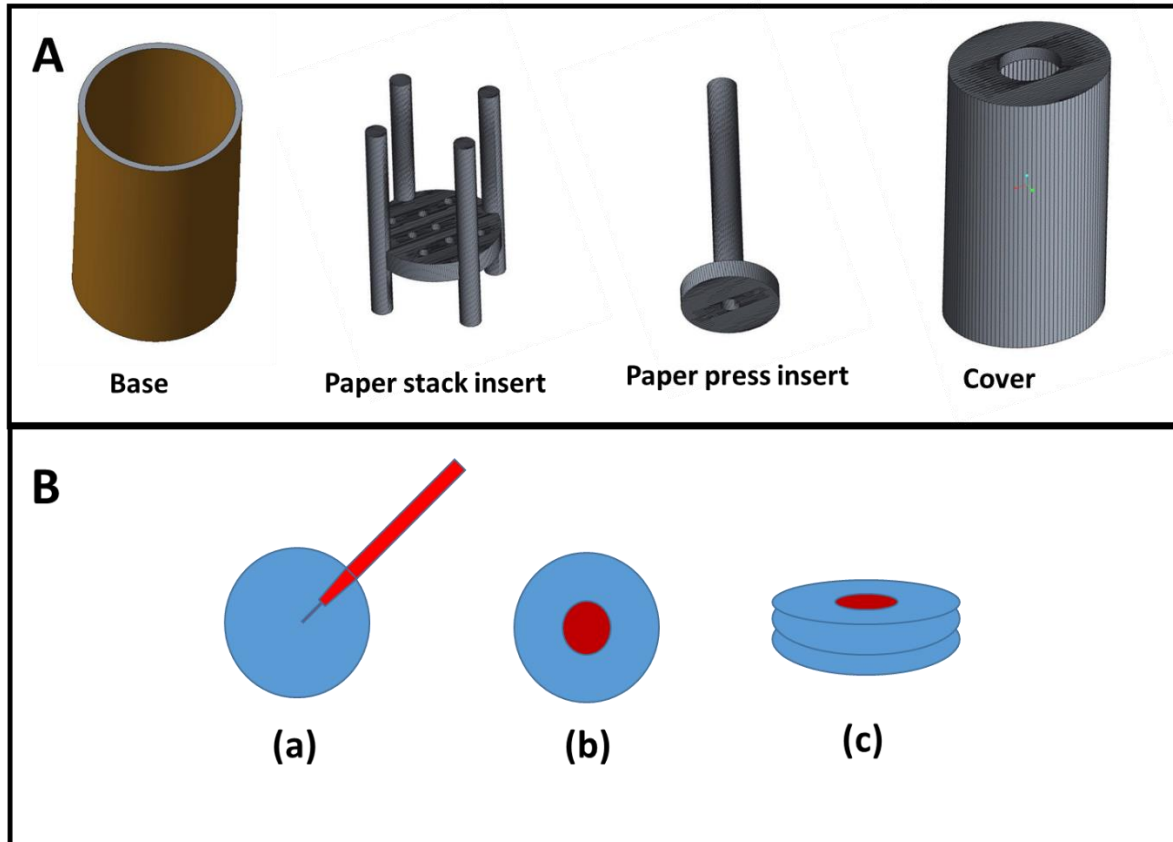 A
Base
Paper stack insert
Paper press insert
Cover
B
(a)
(b)
(c)